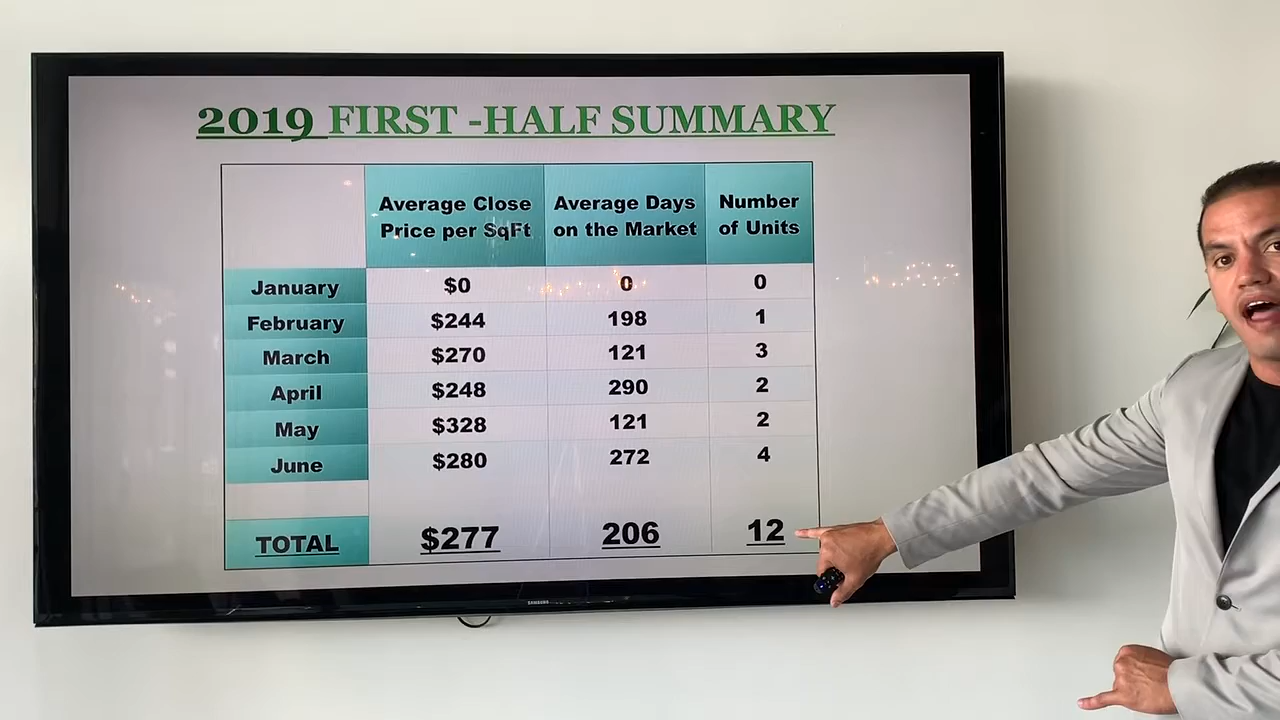 2019 FIRST -HALF SUMMARY
Average Close Price per SqFt Average Days on the Market Number of Units
January $0 0 0
February $244 198 1
March $270 121 3
April $248 290 2
May $328 121 2
June $280 272 4
TOTAL $277 206 12
SAMSUNG